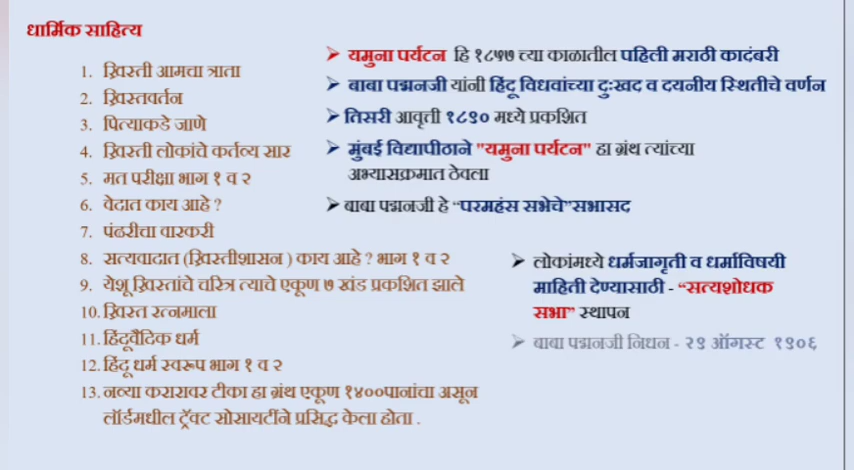 धार्मिक साहित्य
1. ख्रिस्ती आमचा त्राता
2. ख्रिस्तवर्तन
3. पित्याकडे जाणे
4. ख्रिस्ती लोकांचे कर्तव्य सार
5. मत परीक्षा भाग १ व २
6. वेदात काय आहे ?
7. पंढरीचा वारकरी
8. सत्यवादात (ख्रिस्तीशासन ) काय आहे ? भाग १ व २
9. येशू ख्रिस्तांचे चरित्र त्याचे एकूण ७ खंड प्रकशित झाले
10. ख्रिस्त रत्नमाला
11. हिंदूवैदिक धर्म
12. हिंदू धर्म स्वरूप भाग १ व २
13. नव्या करारावर टीका हा ग्रंथ एकूण १४००पानांचा असून
लॉर्डमधील ट्रॅक्ट सोसायटींने प्रसिद्ध केला होता .
➢ यमुना पर्यटन हि १८५७ च्या काळातील पहिली मराठी कादंबरी
➢ बाबा पद्मनजी यांनी हिंदू विधवांच्या दुःखद व दयनीय स्थितीचे वर्णन
➢ तिसरी आवृत्ती १८९० मध्ये प्रकशित
➢ मुंबई विद्यापीठाने "यमुना पर्यटन" हा ग्रंथ त्यांच्या
अभ्यासक्रमात ठेवला
➢ बाबा पद्मनजी हे “परमहंस सभेचे”सभासद
➢ लोकांमध्ये धर्मजागृती व धर्माविषयी
माहिती देण्यासाठी - “सत्यशोधक
सभा” स्थापन
➢ बाबा पद्मनजी निधन - २९ ऑगस्ट १९०६